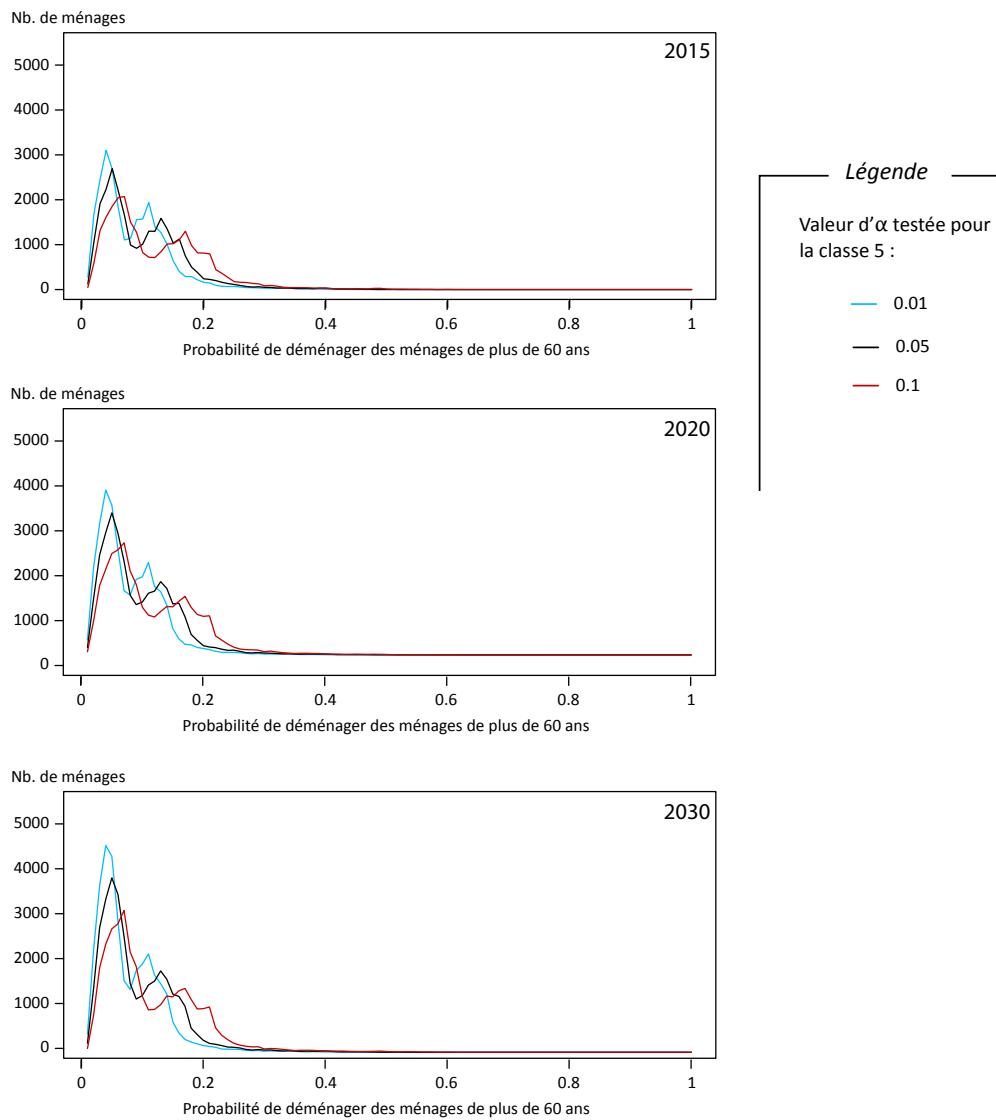 Nb. de ménages
2015
5000
4000
3000
2000
1000
0
0 0.2 0.4 0.6 0.8 1
Probabilité de déménager des ménages de plus de 60 ans
Légende
Valeur d'α testée pour
la classe 5 :
0.01
0.05
0.1
Nb. de ménages
2020
5000
4000
3000
2000
1000
0
0 0.2 0.4 0.6 0.8 1
Probabilité de déménager des ménages de plus de 60 ans
Nb. de ménages
2030
5000
4000
3000
2000
1000
0
0 0.2 0.4 0.6 0.8 1
Probabilité de déménager des ménages de plus de 60 ans